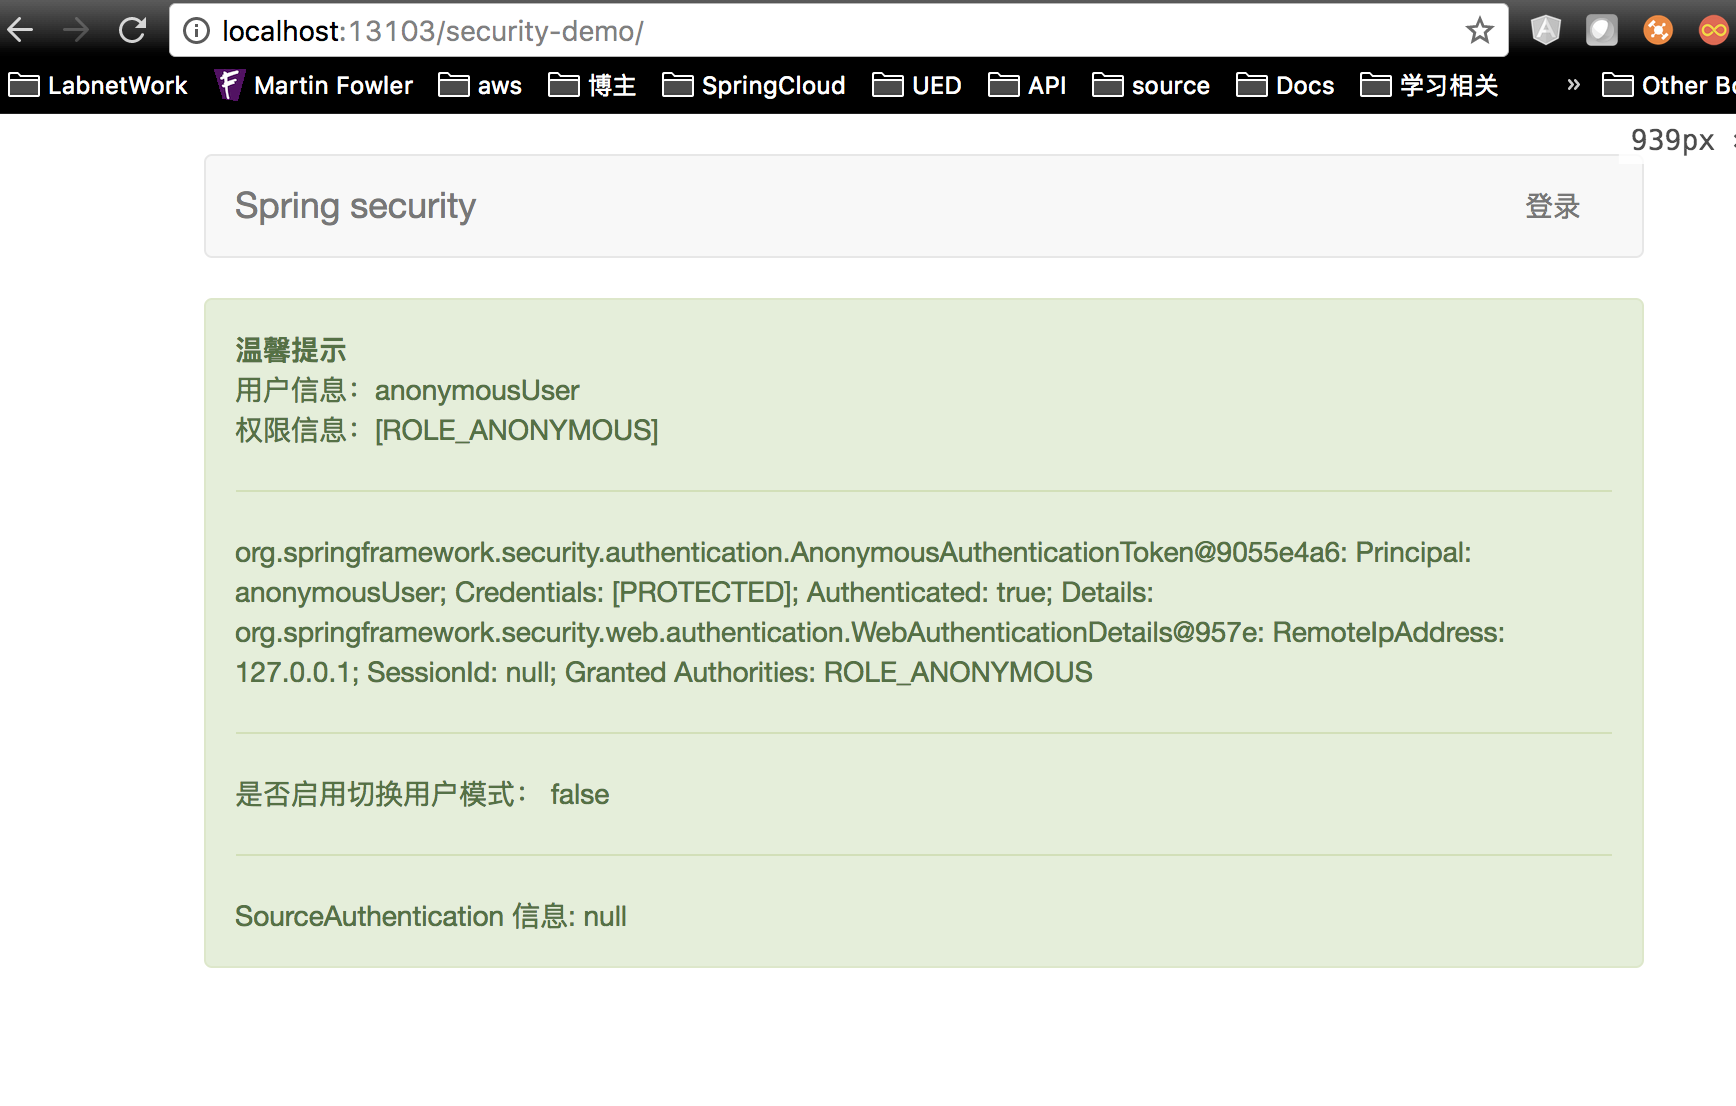 localhost:13103/security-demo/
LabnetWork Martin Fowler aws 博主 SpringCloud UED API source Docs 学习相关 » Other
939px
Spring security 登录
温馨提示
用户信息：anonymousUser
权限信息：[ROLE_ANONYMOUS]
org.springframework.security.authentication.AnonymousAuthenticationToken@9055e4a6: Principal:
anonymousUser; Credentials: [PROTECTED]; Authenticated: true; Details:
org.springframework.security.web.authentication.WebAuthenticationDetails@957e: RemoteIpAddress:
127.0.0.1; SessionId: null; Granted Authorities: ROLE_ANONYMOUS
是否启用切换用户模式： false
SourceAuthentication 信息: null